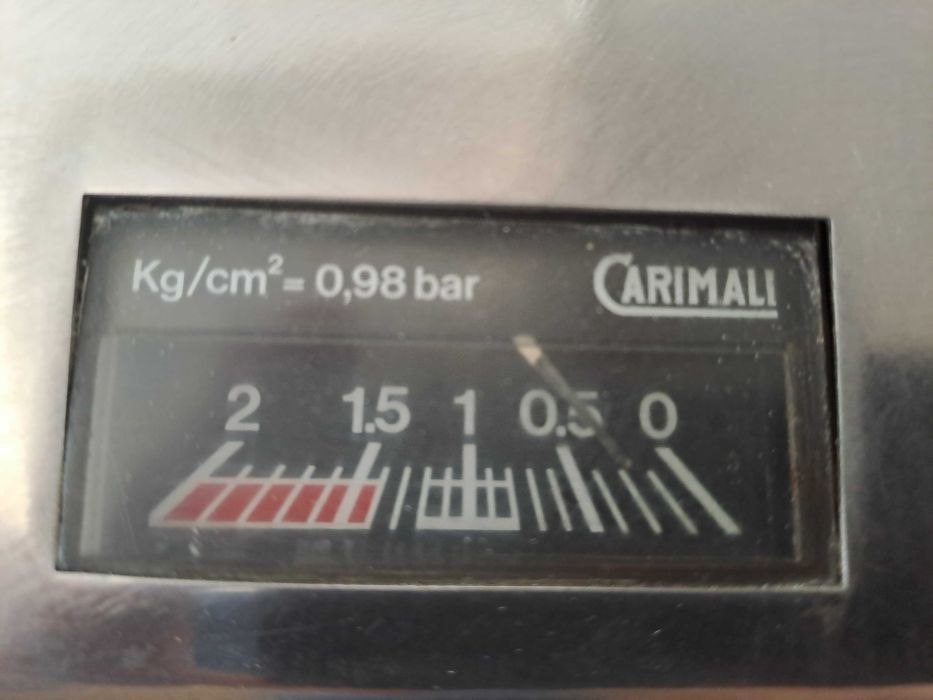 Kg/cm² = 0,98 bar
CARIMALI
2 1.5 1 0.5 0